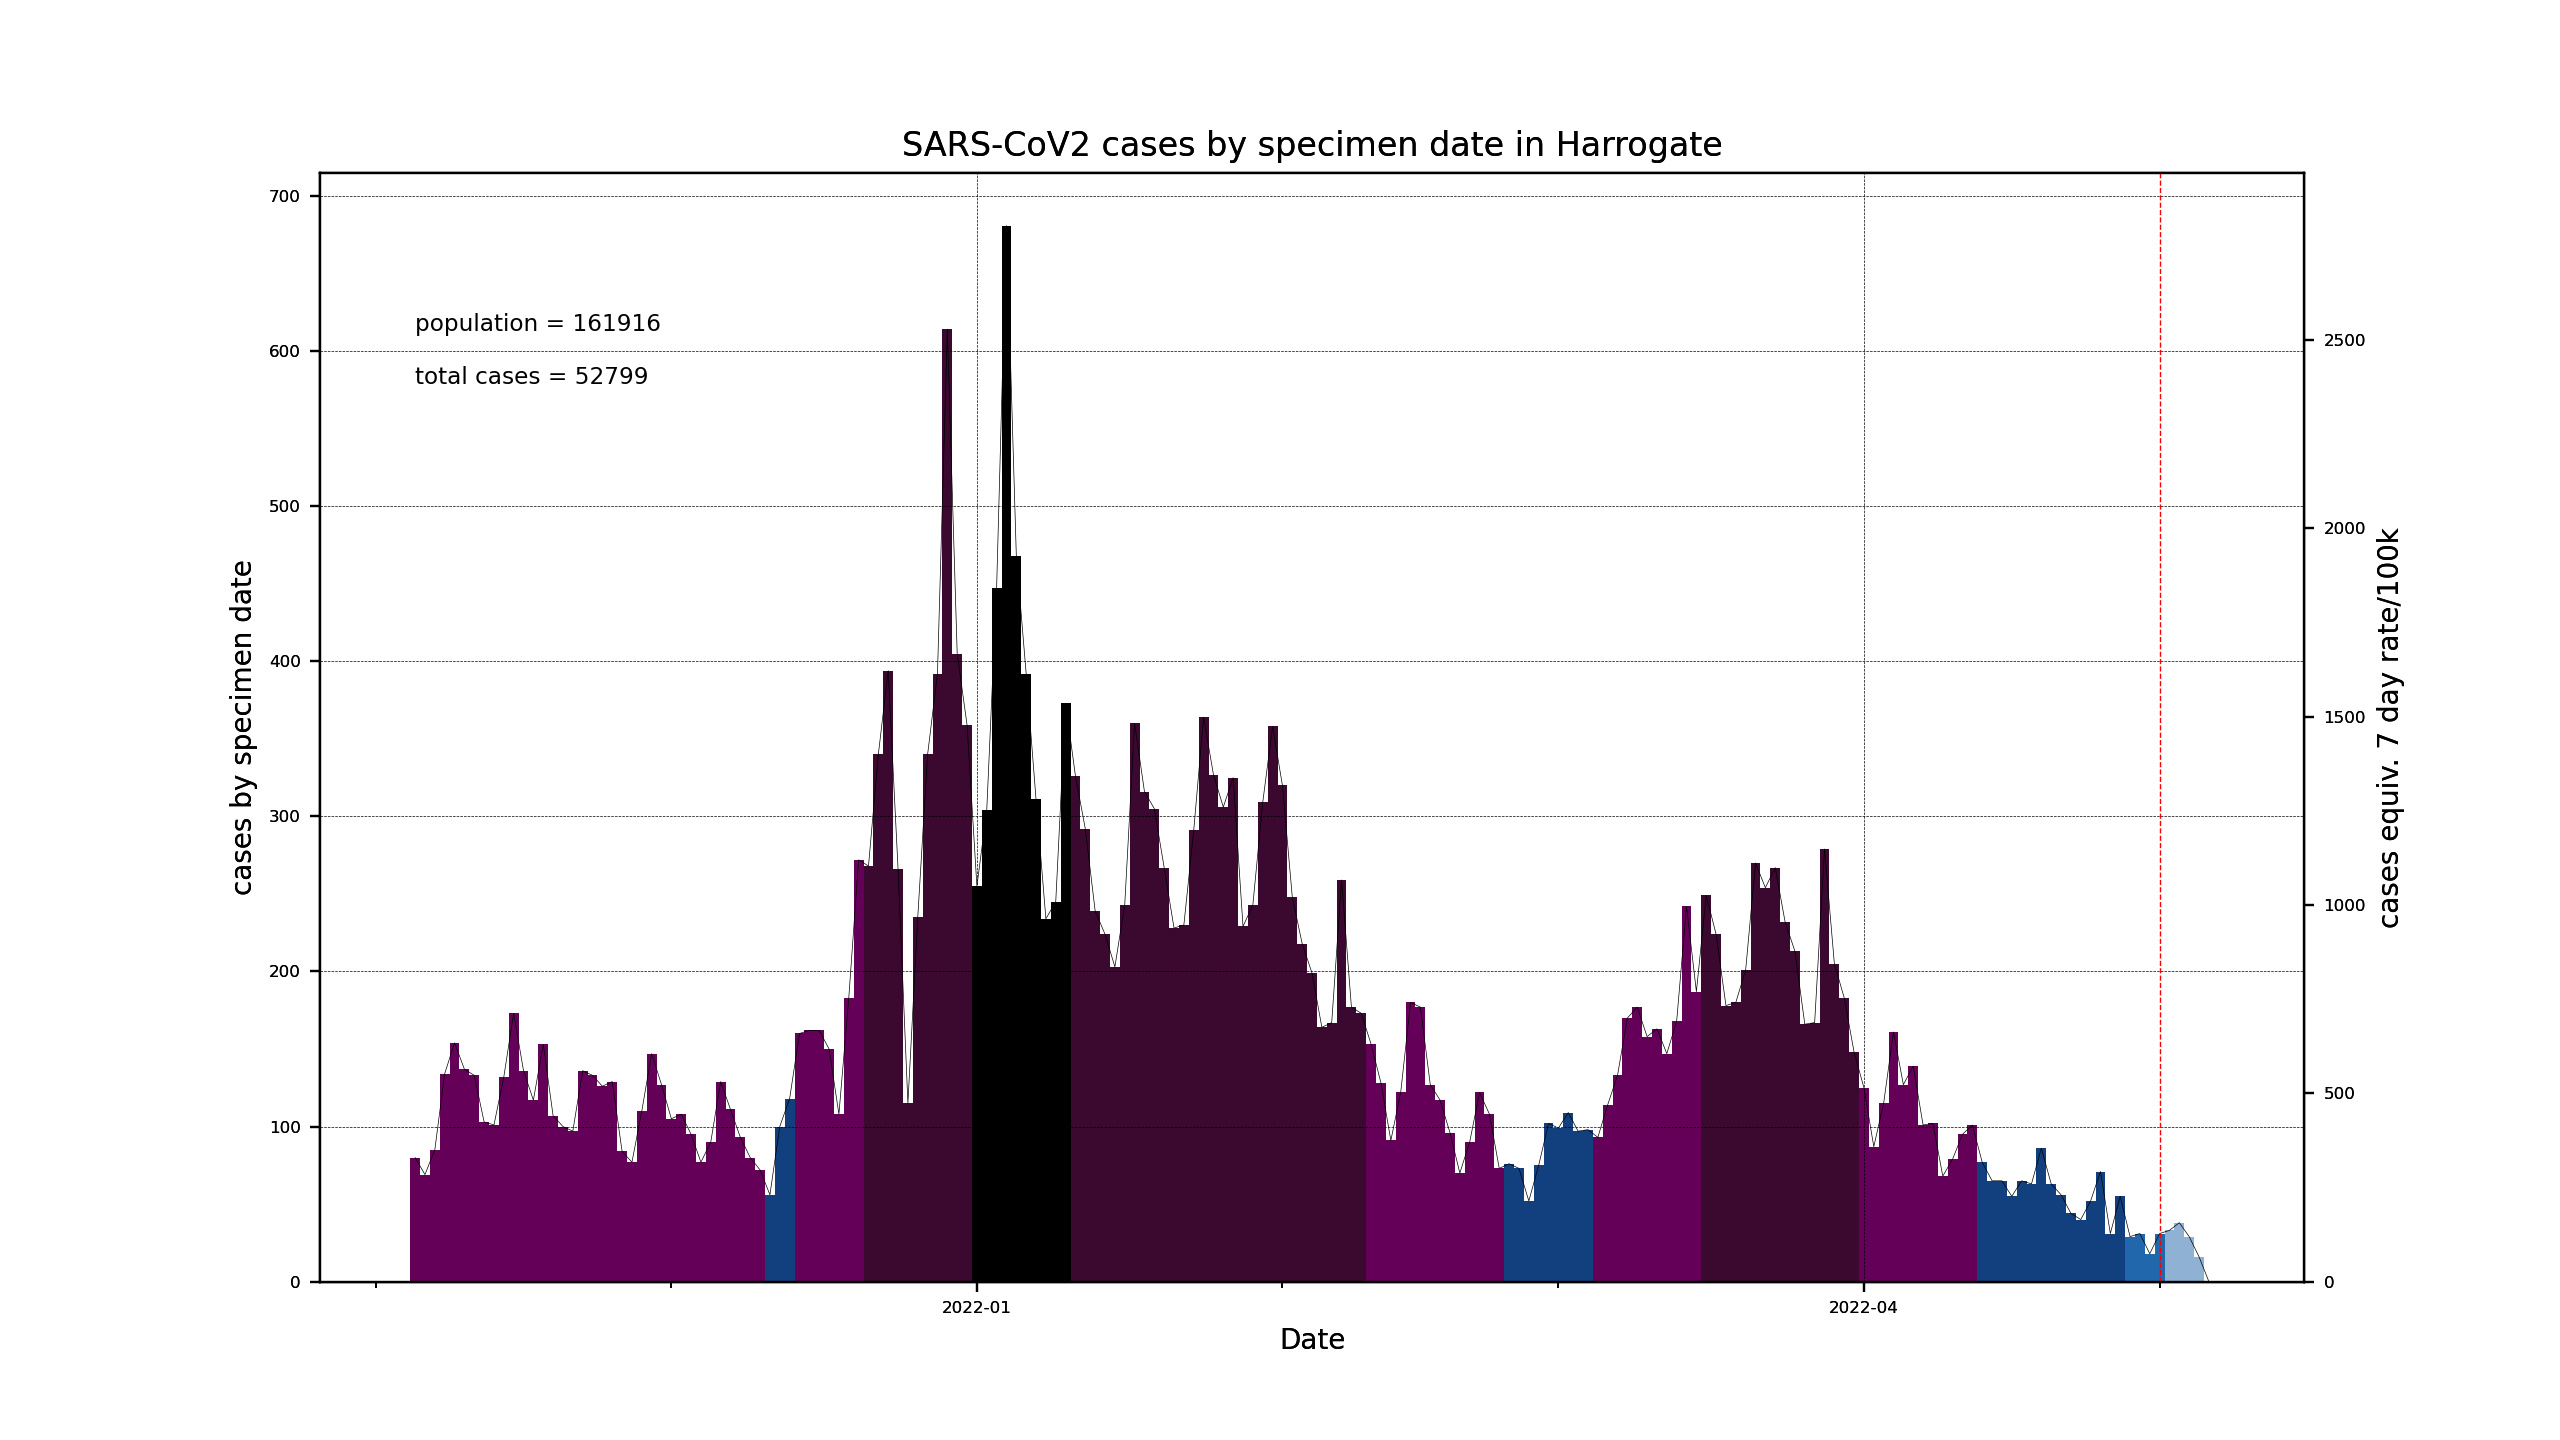 SARS-CoV2 cases by specimen date in Harrogate
population = 161916
total cases = 52799
cases by specimen date
700
600
500
400
300
200
100
0
2500
2000
1500
1000
500
0
cases equiv. 7 day rate/100k
2022-01
2022-04
Date